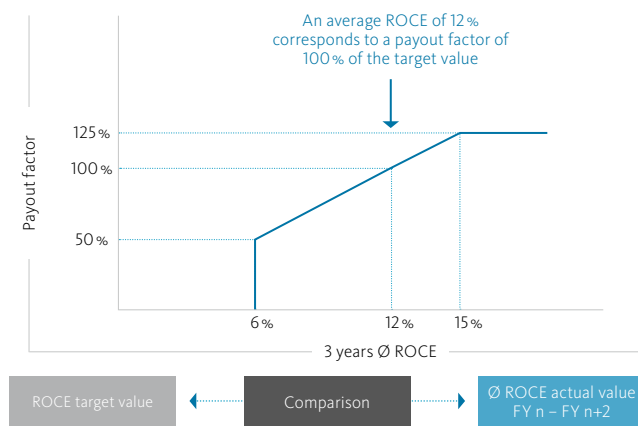 An average ROCE of 12 %
corresponds to a payout factor of
100 % of the target value
Payout factor
125 %
100 %
50 %
6 %
12 %
15 %
3 years Ø ROCE
ROCE target value
Comparison
Ø ROCE actual value
FY n – FY n+2